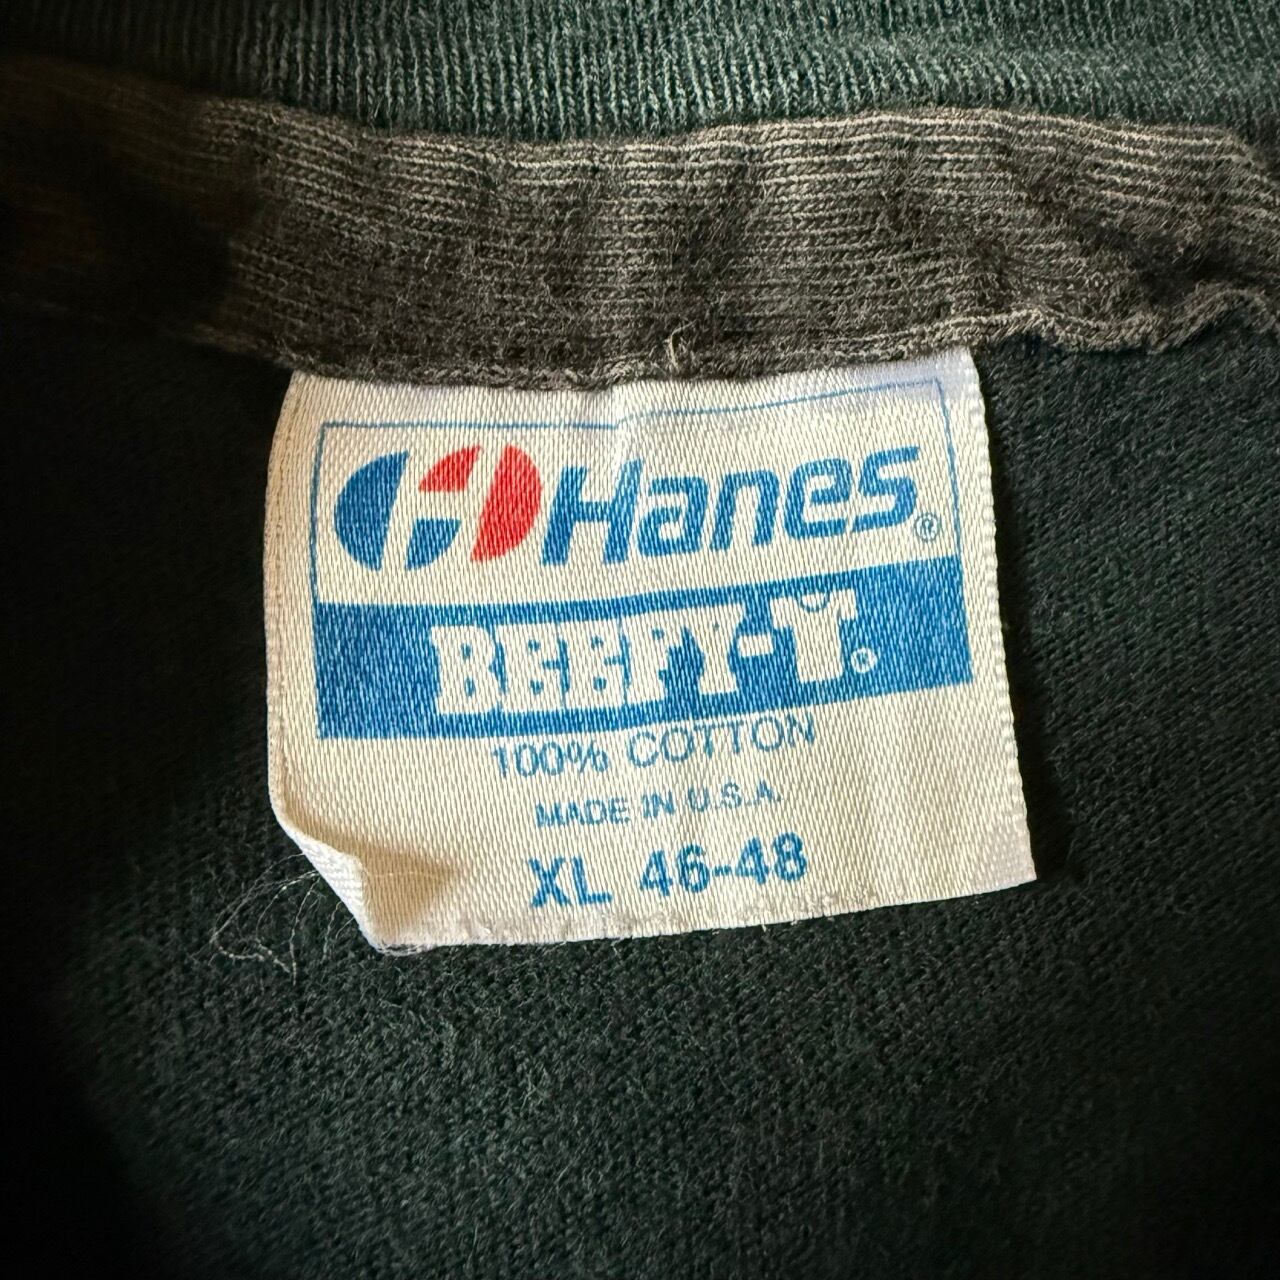 Hanes®
BEEFY-T®
100% COTTON
MADE IN U.S.A.
XL 46-48